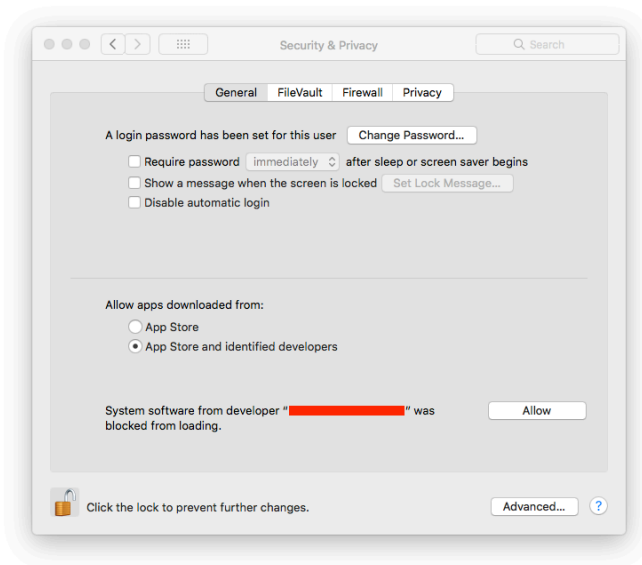 Security & Privacy
Search
General FileVault Firewall Privacy
A login password has been set for this user Change Password...
Require password immediately after sleep or screen saver begins
Show a message when the screen is locked Set Lock Message...
Disable automatic login
Allow apps downloaded from:
App Store
App Store and identified developers
System software from developer “ ” was Allow
blocked from loading.
Click the lock to prevent further changes. Advanced... ?